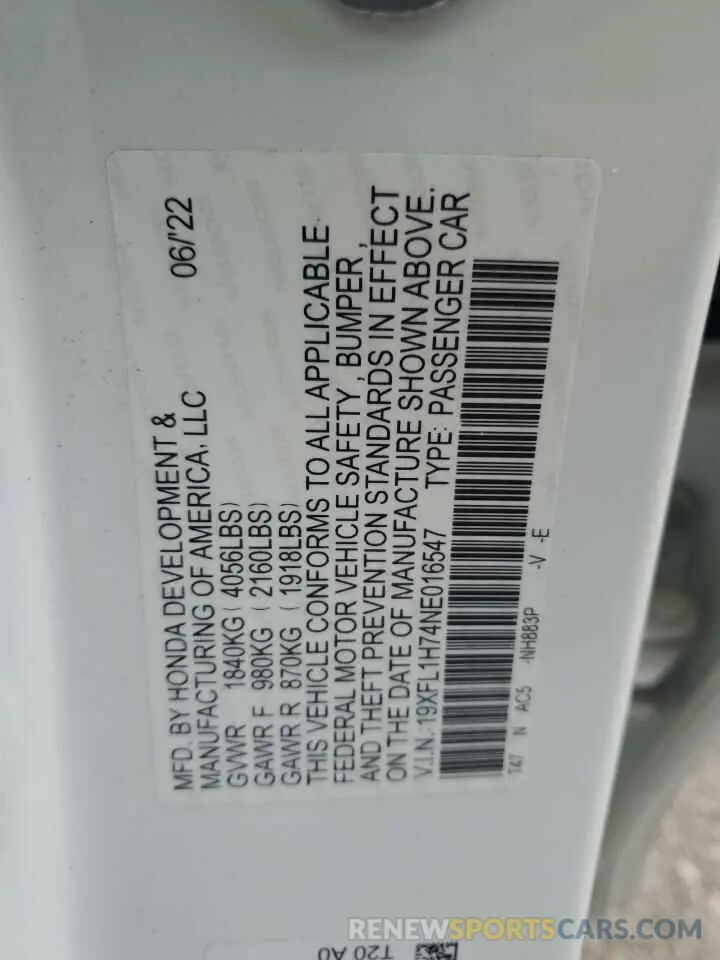 MFD. BY HONDA DEVELOPMENT & 06/'22
MANUFACTURING OF AMERICA, LLC
GVWR 1840KG ( 4056LBS)
GAWR F 980KG ( 2160LBS)
GAWR R 870KG ( 1918LBS)
THIS VEHICLE CONFORMS TO ALL APPLICABLE
FEDERAL MOTOR VEHICLE SAFETY, BUMPER,
AND THEFT PREVENTION STANDARDS IN EFFECT
ON THE DATE OF MANUFACTURE SHOWN ABOVE.
V.I.N.:19XFL1H74NE016547 TYPE: PASSENGER CAR
T47 N AC5 NH883P -V -E
T20 A0
RENEWSPORTSCARS.COM